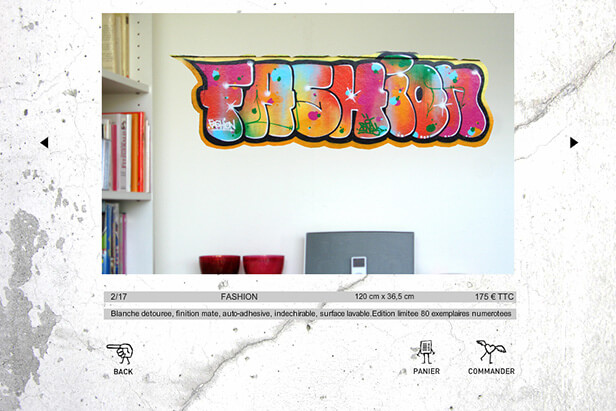 FASHION
2/17 FASHION 120 cm x 36,5 cm 175 € TTC
Blanche detouree, finition mate, auto-adhesive, indechirable, surface lavable.Edition limitee 80 exemplaires numerotees
BACK PANIER COMMANDER